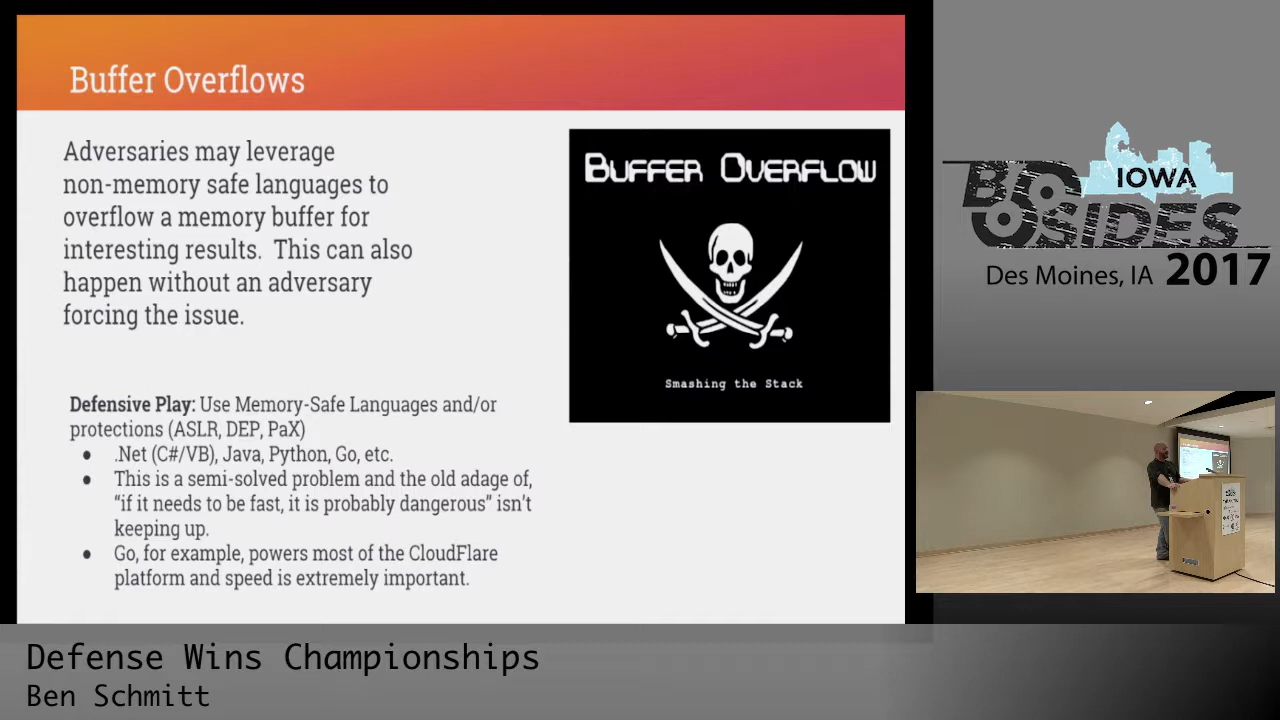 Buffer Overflows
Adversaries may leverage
non-memory safe languages to
overflow a memory buffer for
interesting results.  This can also
happen without an adversary
forcing the issue.
Defensive Play: Use Memory-Safe Languages and/or
protections (ASLR, DEP, PaX)
● .Net (C#/VB), Java, Python, Go, etc.
● This is a semi-solved problem and the old adage of,
“if it needs to be fast, it is probably dangerous” isn’t
keeping up.
● Go, for example, powers most of the CloudFlare
platform and speed is extremely important.
BUFFER OVERFLOW
Smashing the Stack
IOWA
BSIDES
Des Moines, IA 2017
Defense Wins Championships
Ben Schmitt